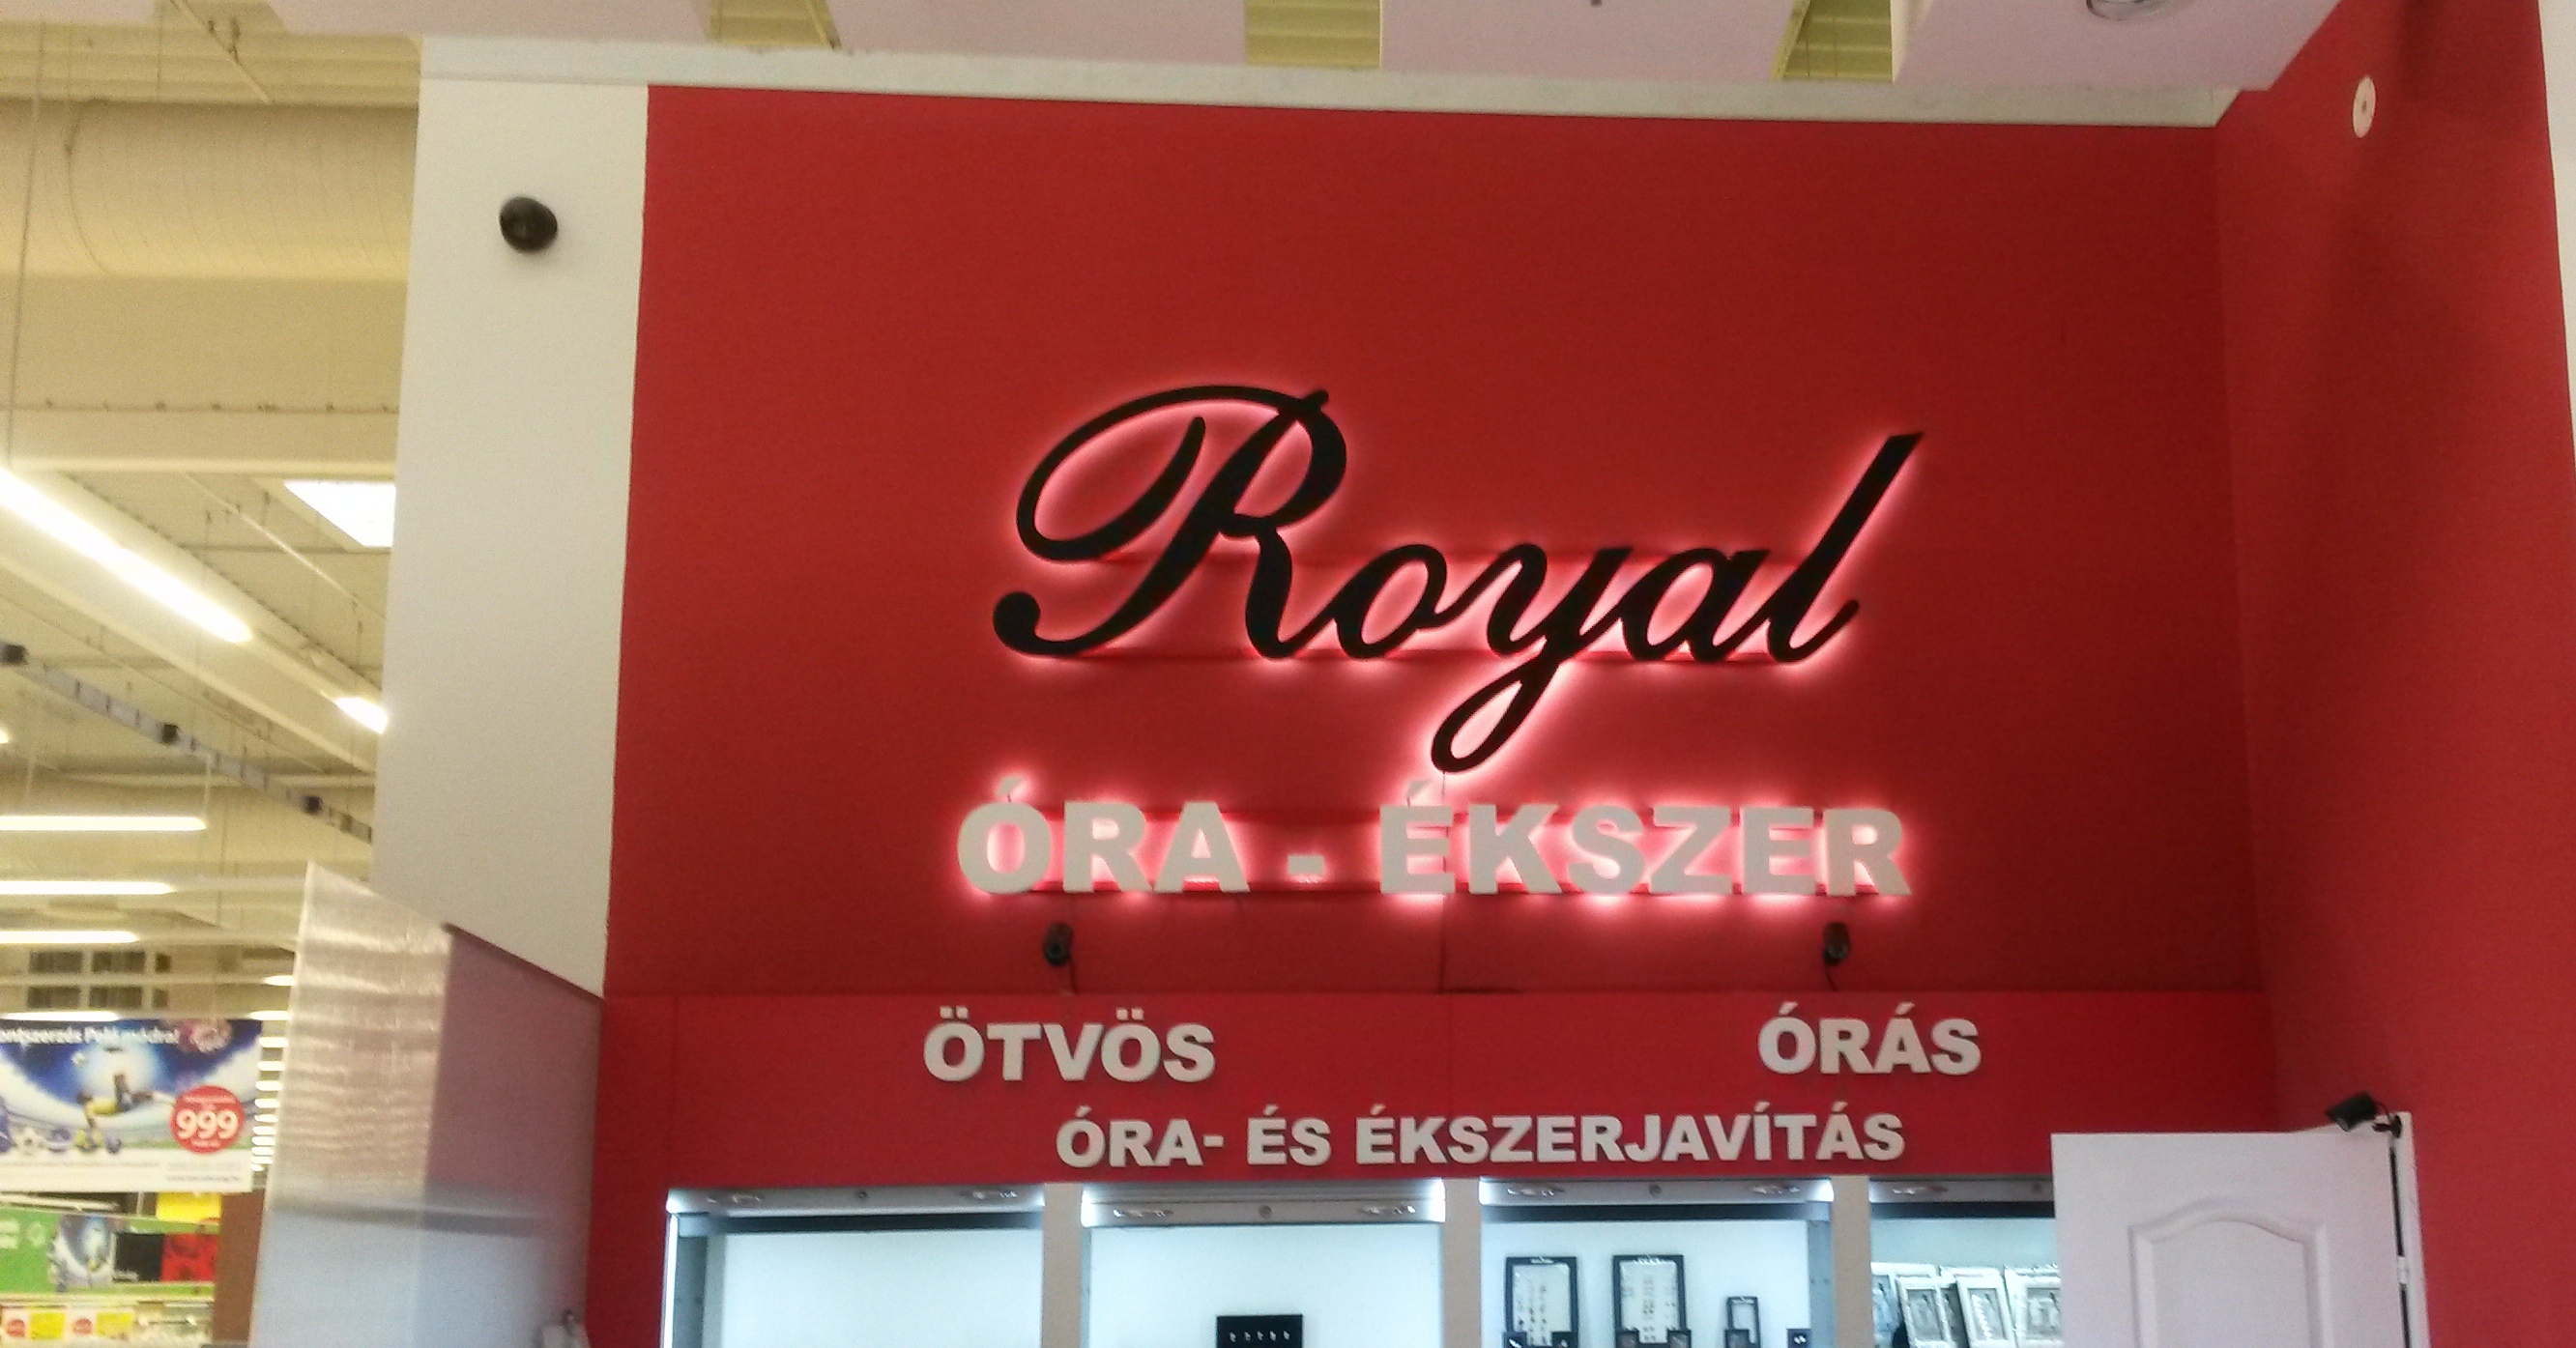 Royal
ÓRA - ÉKSZER
ÖTVÖS
ÓRÁS
ÓRA- ÉS ÉKSZERJAVÍTÁS
999